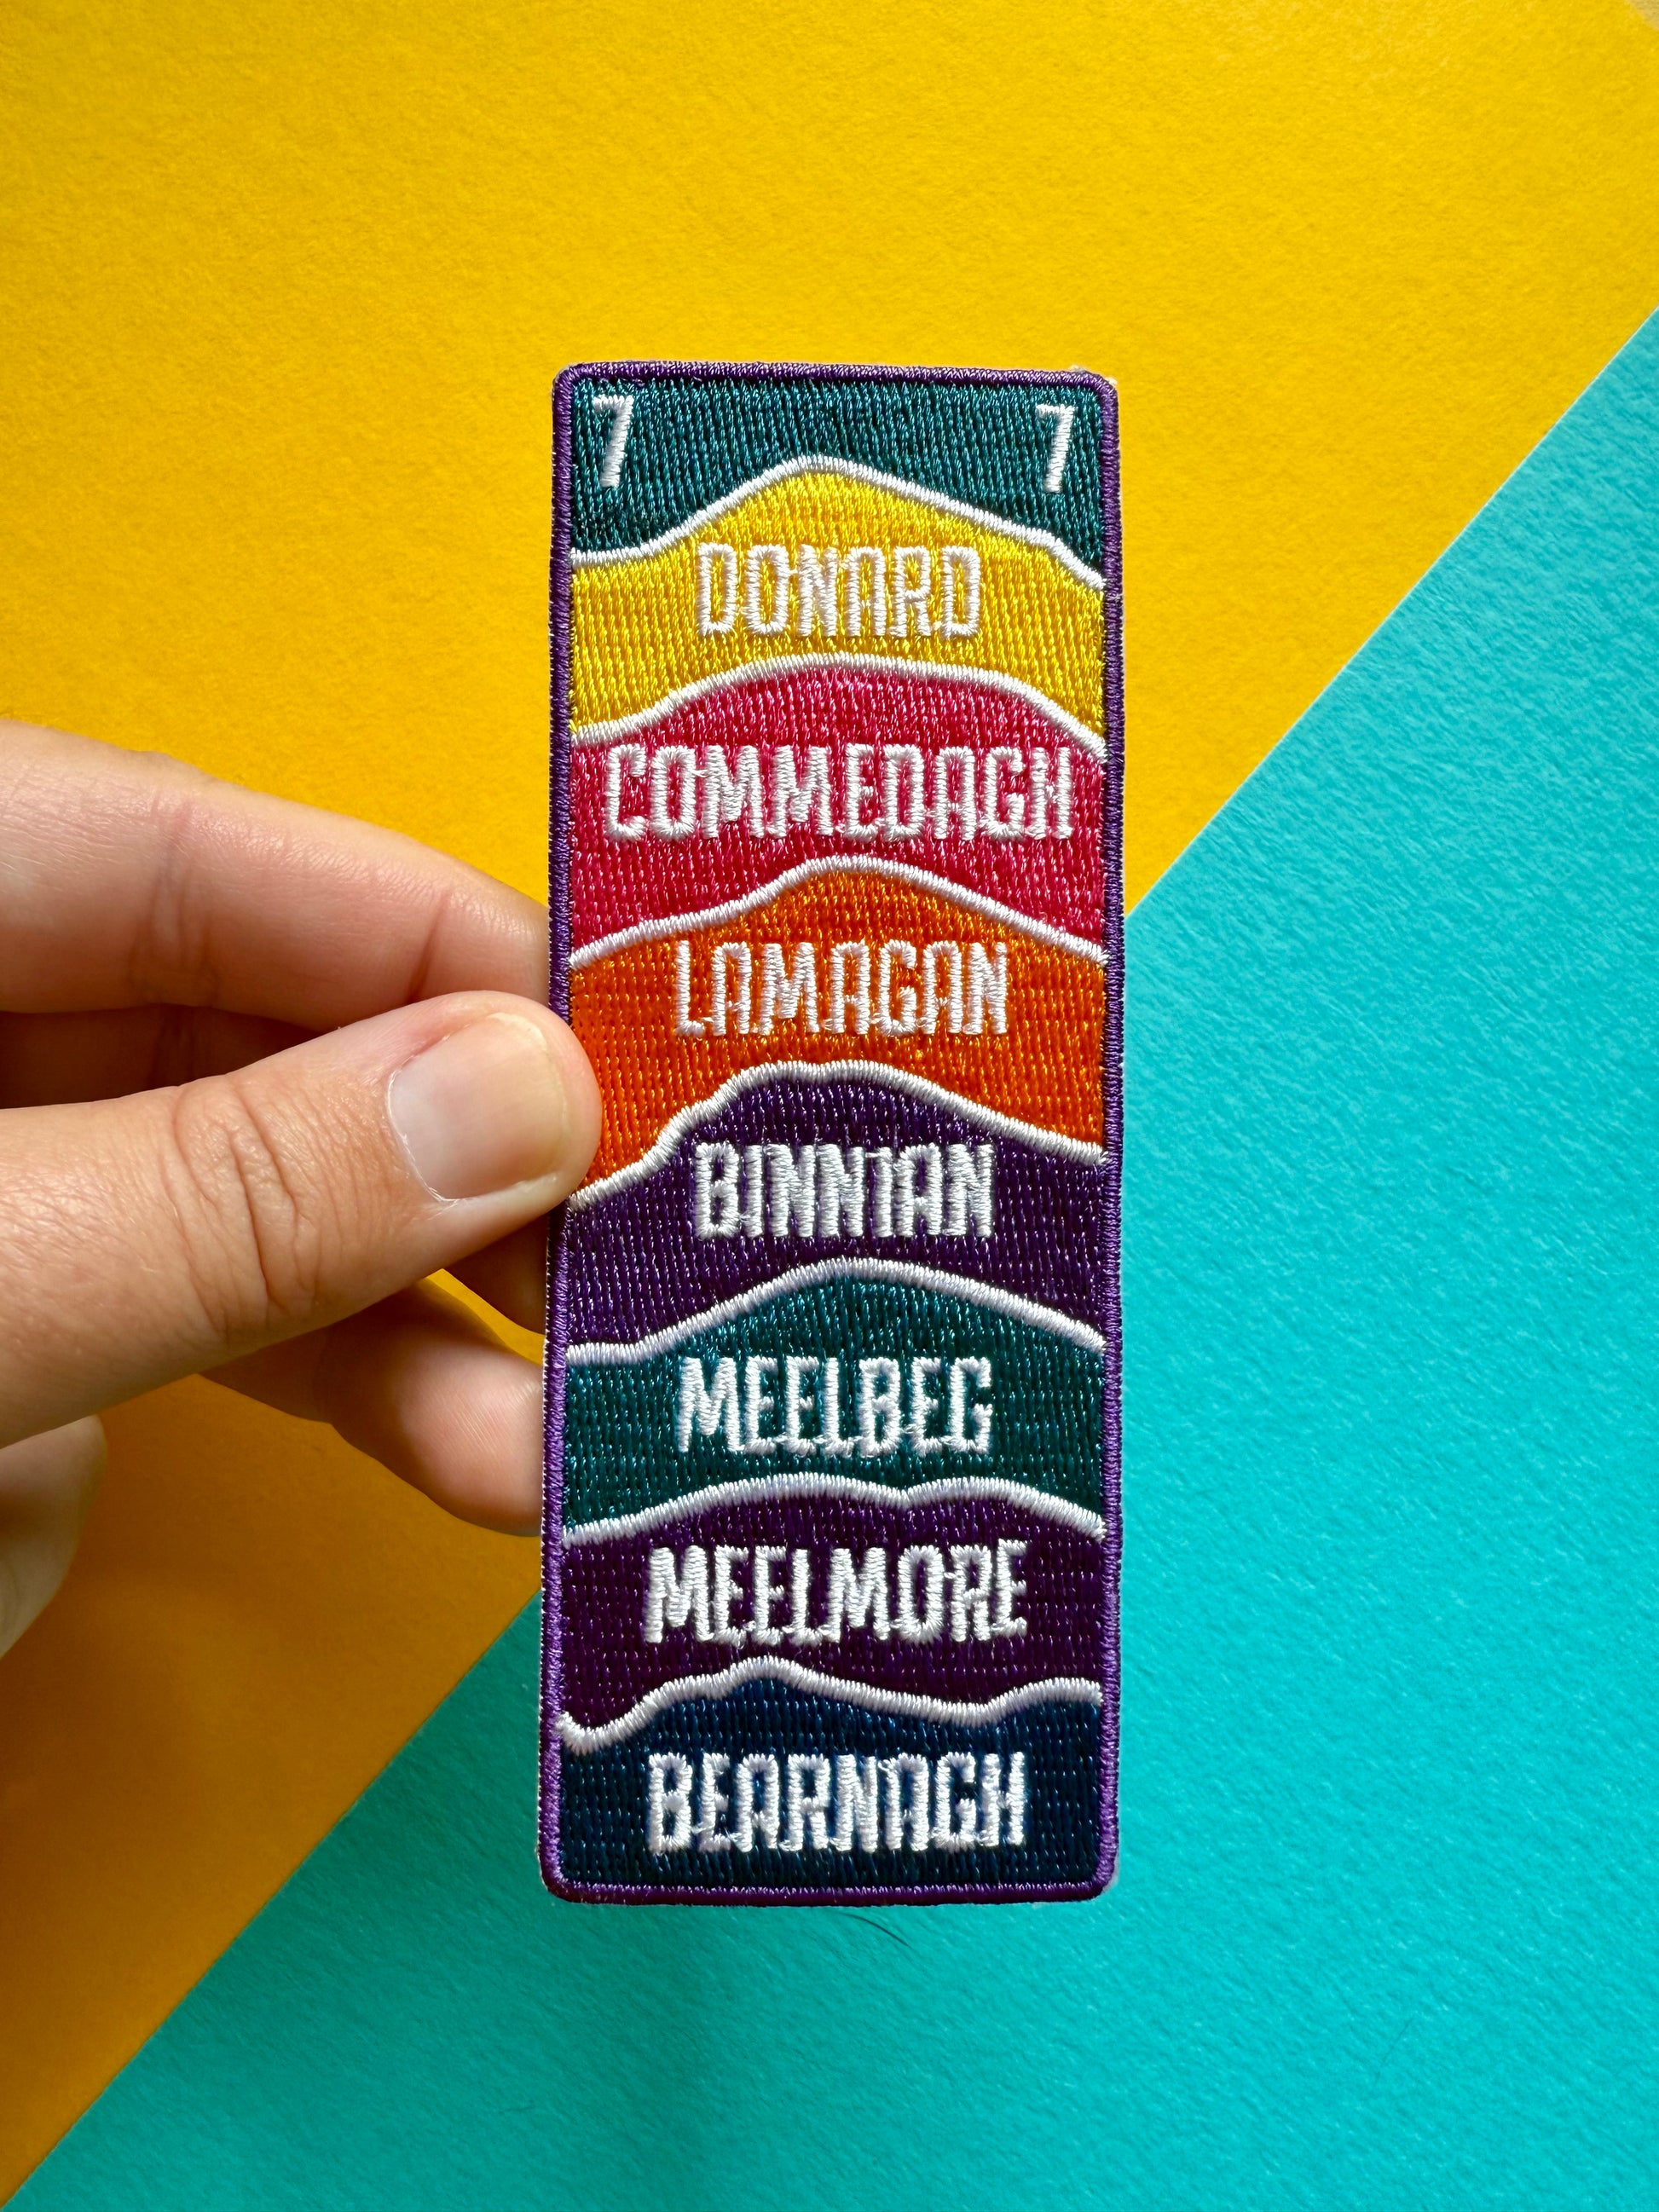 7 7
DONARD
COMMEDAGH
LAMAGAN
BINNIAN
MEELBEG
MEELMORE
BEARNAGH